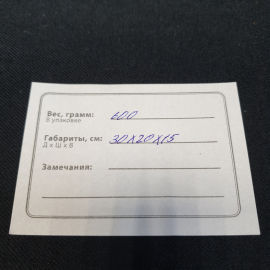 Вес, грамм: 600
В упаковке
Габариты, см: 30х20х15
Д х Ш х В
Замечания: